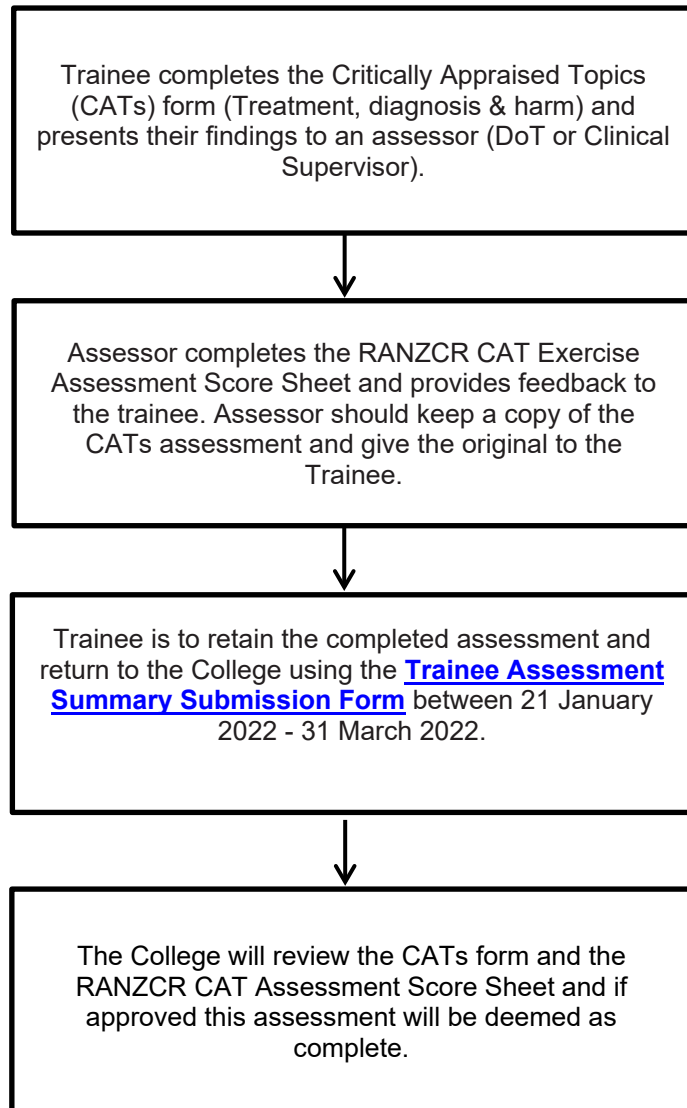 Trainee completes the Critically Appraised Topics
(CATs) form (Treatment, diagnosis & harm) and
presents their findings to an assessor (DoT or Clinical
Supervisor).
Assessor completes the RANZCR CAT Exercise
Assessment Score Sheet and provides feedback to
the trainee. Assessor should keep a copy of the
CATs assessment and give the original to the
Trainee.
Trainee is to retain the completed assessment and
return to the College using the Trainee Assessment
Summary Submission Form between 21 January
2022 - 31 March 2022.
The College will review the CATs form and the
RANZCR CAT Assessment Score Sheet and if
approved this assessment will be deemed as
complete.